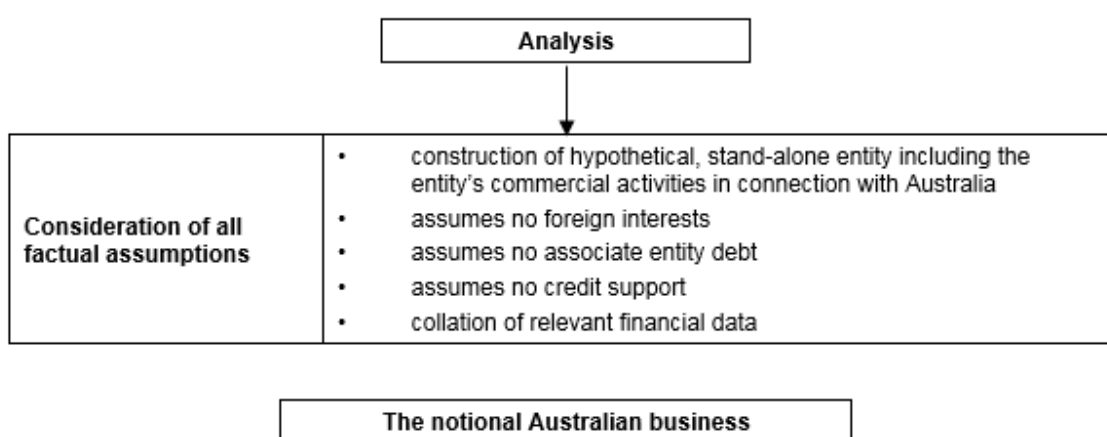 Analysis
Consideration of all
factual assumptions
• construction of hypothetical, stand-alone entity including the
entity's commercial activities in connection with Australia
• assumes no foreign interests
• assumes no associate entity debt
• assumes no credit support
• collation of relevant financial data
The notional Australian business